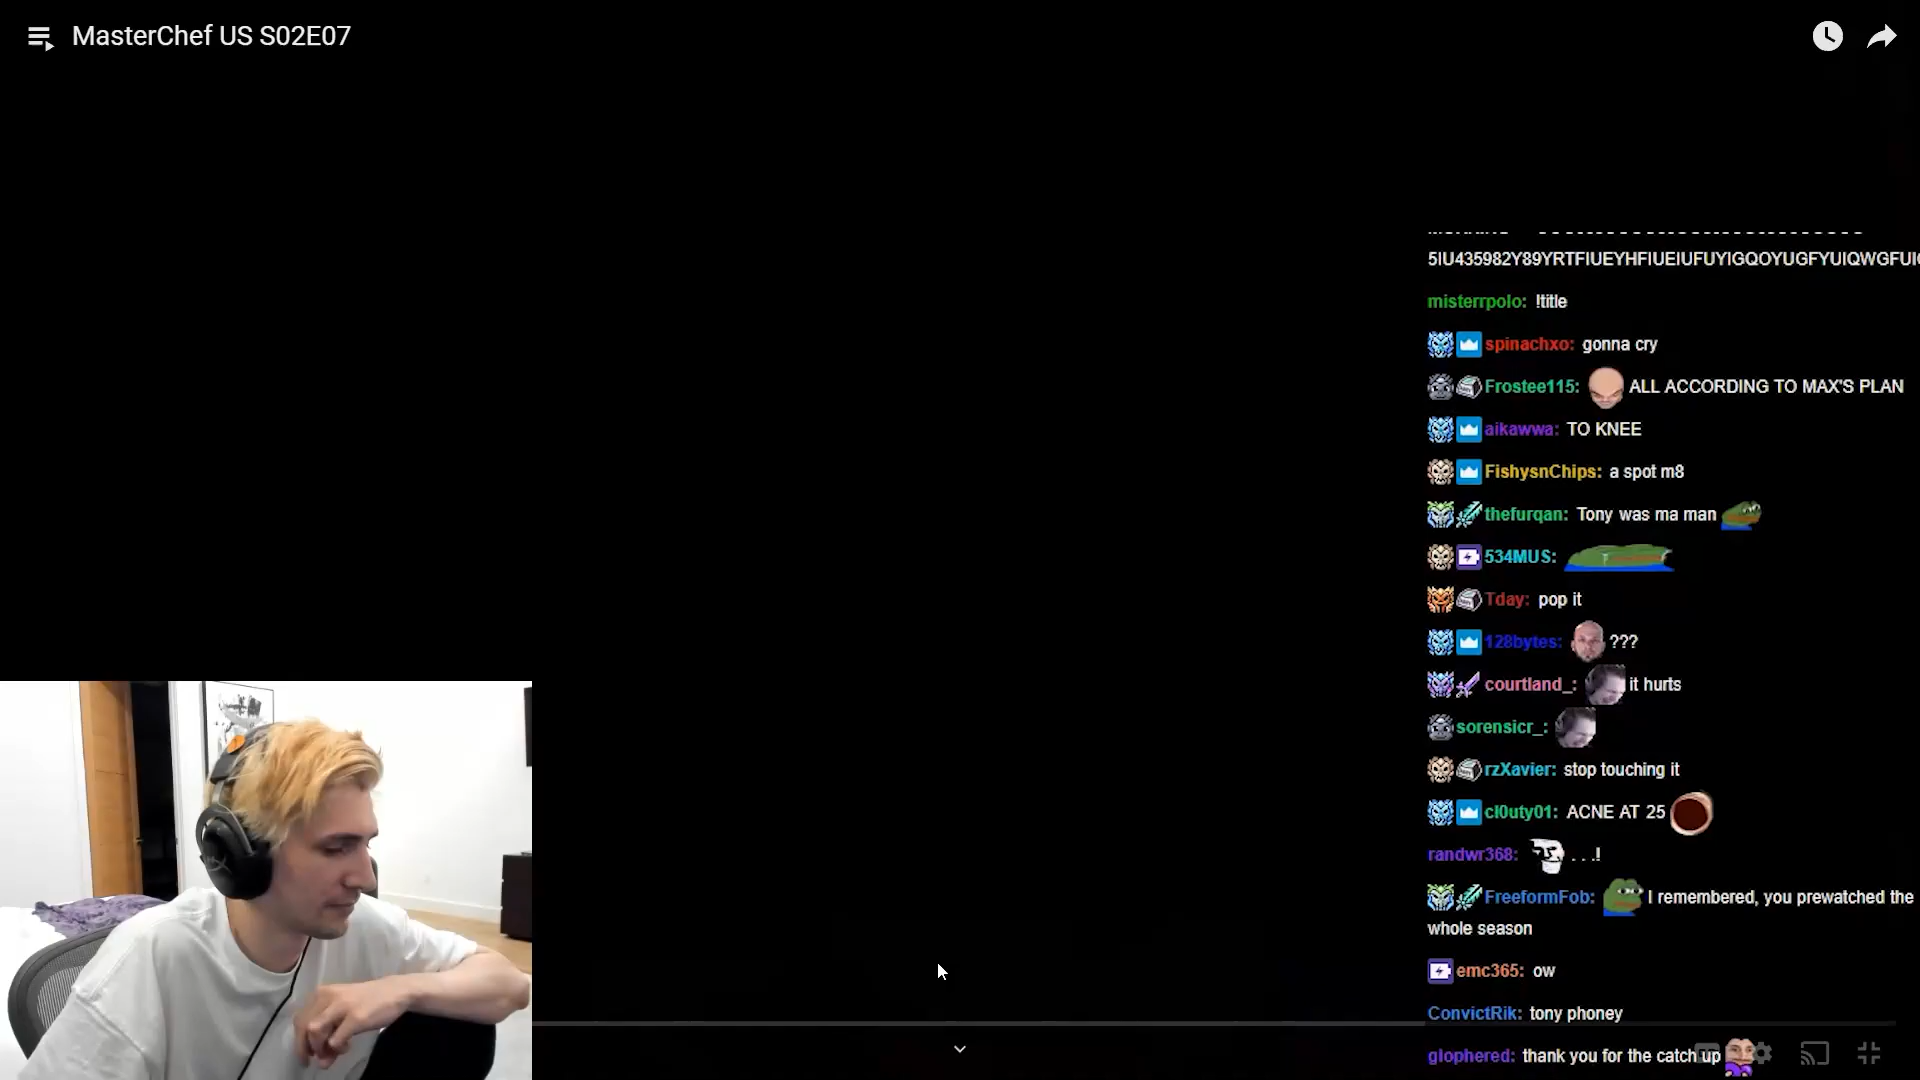 MasterChef US S02E07
misterrpolo: !title
spinachxo: gonna cry
Frostee115: ALL ACCORDING TO MAX'S PLAN
aikawwa: TO KNEE
FishysnChips: a spot m8
thefurqan: Tony was ma man
534MUS:
Tday: pop it
128bytes: ???
courtland_: it hurts
sorensicr_:
rzXavier: stop touching it
cl0uty01: ACNE AT 25
randwr368: . . .!
FreeformFob: I remembered, you prewatched the
whole season
emc365: ow
ConvictRik: tony phoney
glophered: thank you for the catch up